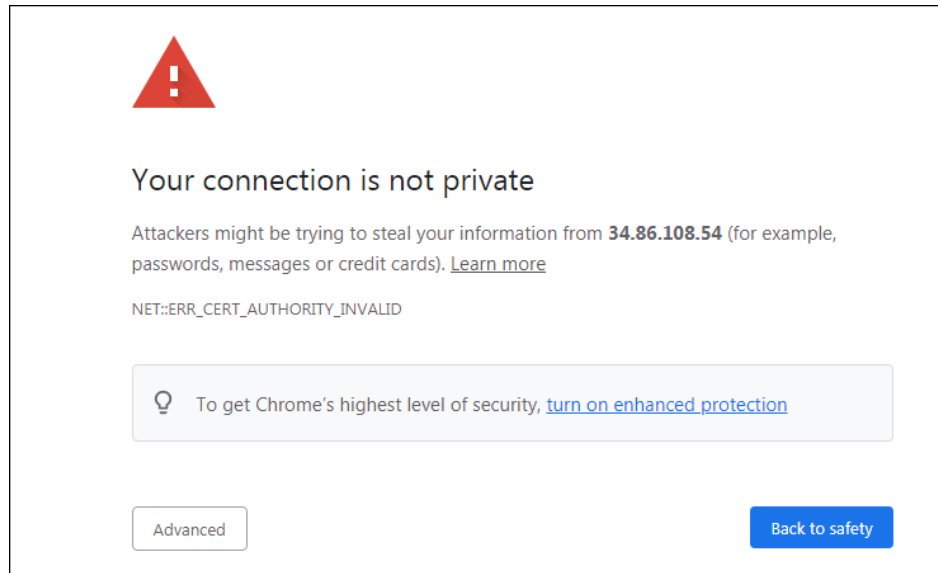 Your connection is not private
Attackers might be trying to steal your information from 34.86.108.54 (for example,
passwords, messages or credit cards). Learn more
NET::ERR_CERT_AUTHORITY_INVALID
To get Chrome's highest level of security, turn on enhanced protection
Advanced
Back to safety